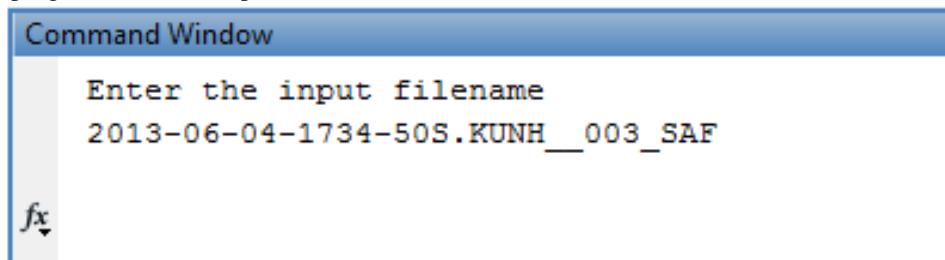 Command Window
Enter the input filename
2013-06-04-1734-50S.KUNH__003_SAF
fx